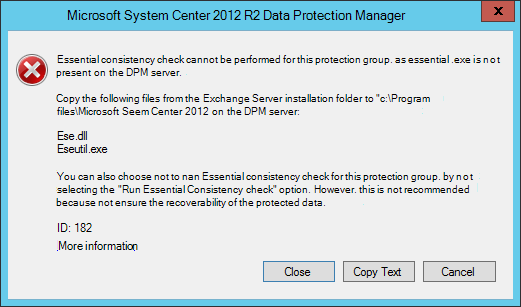 Microsoft System Center 2012 R2 Data Protection Manager
x
Essential consistency check cannot be performed for this protection group. as essential .exe is not
present on the DPM server.
Copy the following files from the Exchange Server installation folder to "c:\Program
files\Microsoft Seem Center 2012 on the DPM server:
Ese.dll
Eseutil.exe
You can also choose not to nan Essential consistency check for this protection group. by not
selecting the "Run Essential Consistency check" option. However. this is not recommended
because not ensure the recoverability of the protected data.
ID: 182
More information
Close Copy Text Cancel